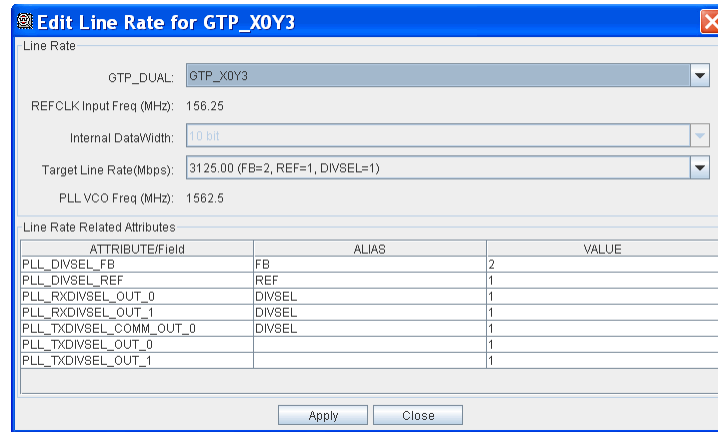 Edit Line Rate for GTP_X0Y3
Line Rate
GTP_DUAL: GTP_X0Y3
REFCLK Input Freq (MHz): 156.25
Internal DataWidth: 10 bit
Target Line Rate(Mbps): 3125.00 (FB=2, REF=1, DIVSEL=1)
PLL VCO Freq (MHz): 1562.5
Line Rate Related Attributes
ATTRIBUTE/Field ALIAS VALUE
PLL_DIVSEL_FB FB 2
PLL_DIVSEL_REF REF 1
PLL_RXDIVSEL_OUT_0 DIVSEL 1
PLL_RXDIVSEL_OUT_1 DIVSEL 1
PLL_TXDIVSEL_COMM_OUT_0 DIVSEL 1
PLL_TXDIVSEL_OUT_0 1
PLL_TXDIVSEL_OUT_1 1
Apply Close